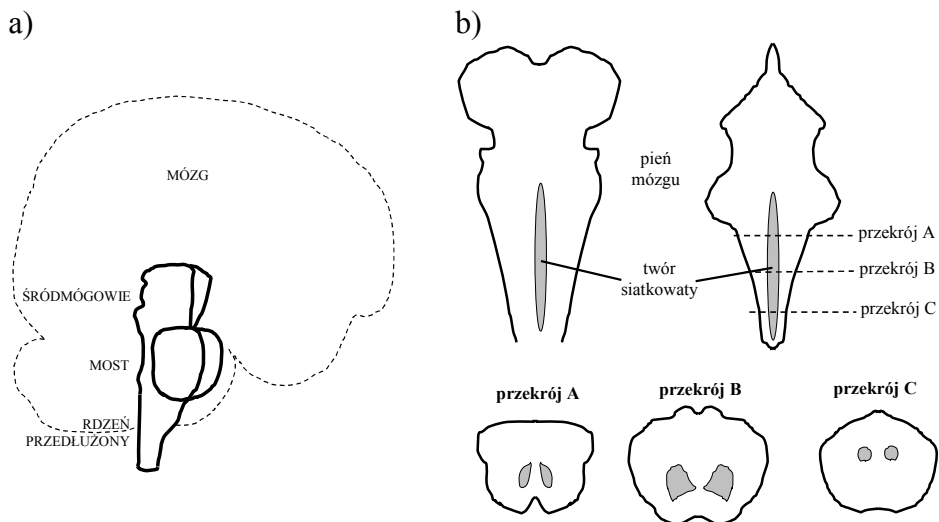 a)
MÓZG
ŚRÓDMÓGOWIE
MOST
RDZEŃ
PRZEDŁUŻONY
b)
pień
mózgu
twór
siatkowaty
przekrój A
przekrój B
przekrój C
przekrój A
przekrój B
przekrój C